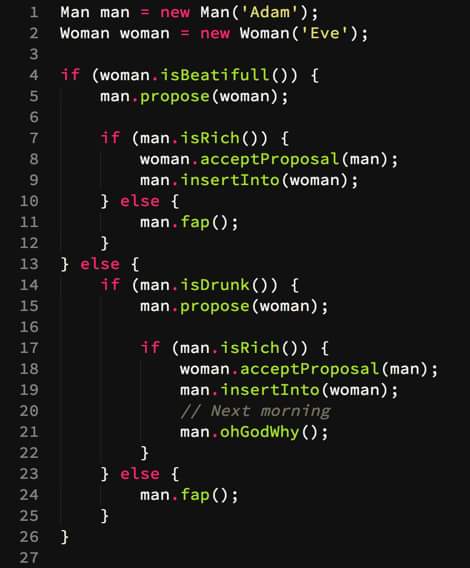 1 Man man = new Man('Adam');
2 Woman woman = new Woman('Eve');
3
4 if (woman.isBeatifull()) {
5     man.propose(woman);
6
7     if (man.isRich()) {
8         woman.acceptProposal(man);
9         man.insertInto(woman);
10     } else {
11         man.fap();
12     }
13 } else {
14     if (man.isDrunk()) {
15         man.propose(woman);
16
17         if (man.isRich()) {
18             woman.acceptProposal(man);
19             man.insertInto(woman);
20             // Next morning
21             man.ohGodWhy();
22         }
23     } else {
24         man.fap();
25     }
26 }
27